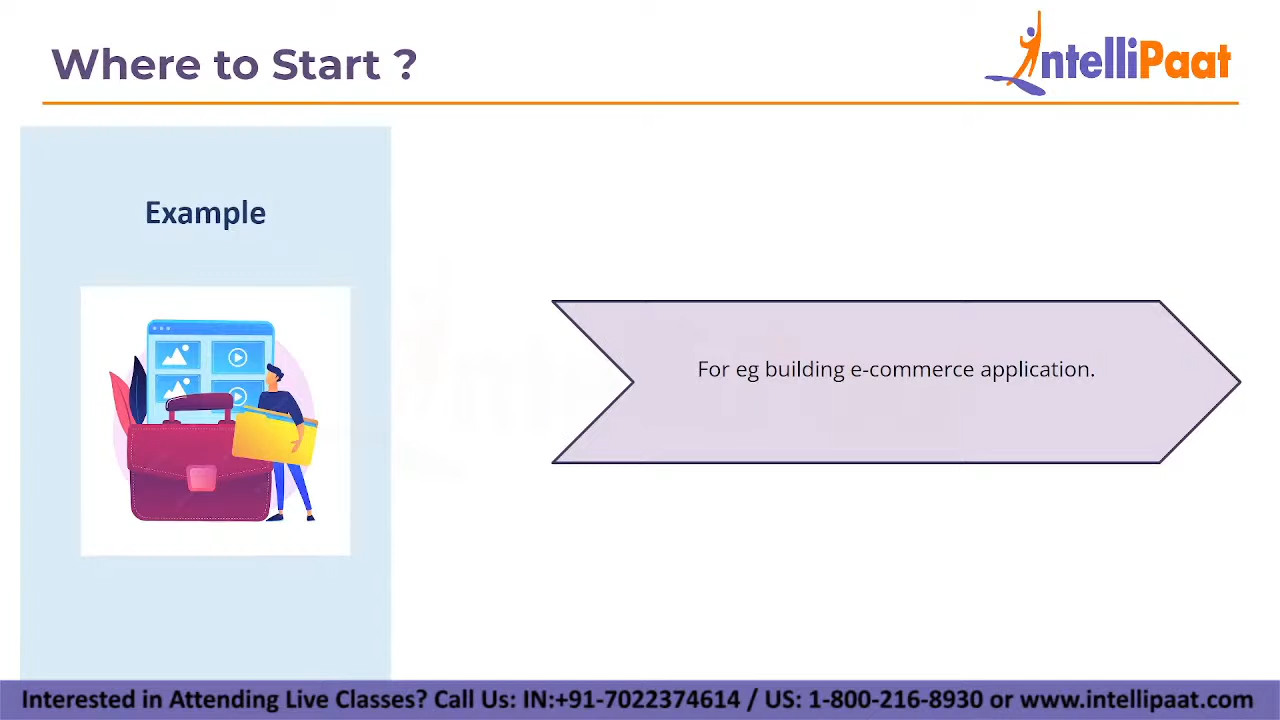 Where to Start ?
IntelliPaat
Example
For eg building e-commerce application.
Interested in Attending Live Classes? Call Us: IN:+91-7022374614 / US: 1-800-216-8930 or www.intellipaat.com